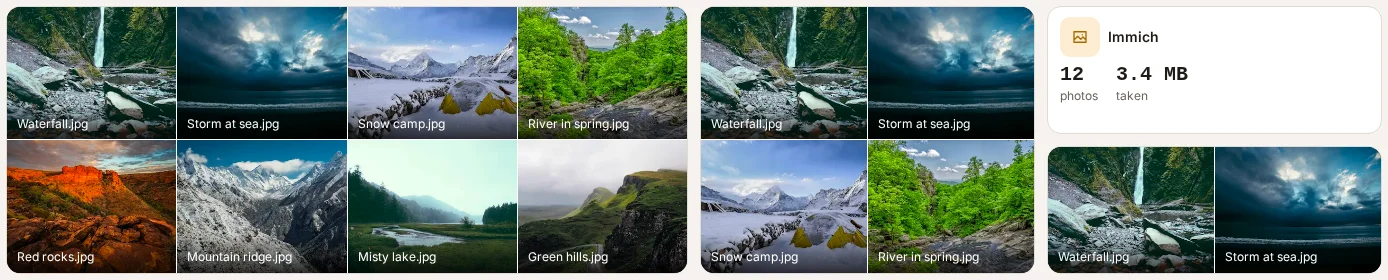 Waterfall.jpg
Storm at sea.jpg
Snow camp.jpg
River in spring.jpg
Red rocks.jpg
Mountain ridge.jpg
Misty lake.jpg
Green hills.jpg
Waterfall.jpg
Storm at sea.jpg
Snow camp.jpg
River in spring.jpg
Immich
12 3.4 MB
photos taken
Waterfall.jpg
Storm at sea.jpg